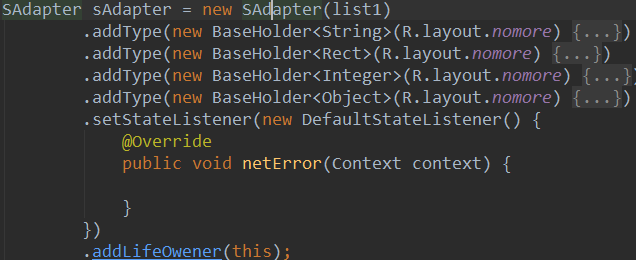 SAdapter sAdapter = new SAdapter(list1)
.addType(new BaseHolder<String>(R.layout.nomore) {...})
.addType(new BaseHolder<Rect>(R.layout.nomore) {...})
.addType(new BaseHolder<Integer>(R.layout.nomore) {...})
.addType(new BaseHolder<Object>(R.layout.nomore) {...})
.setStateListener(new DefaultStateListener() {
@Override
public void netError(Context context) {
}
})
.addLifeOwener(this);